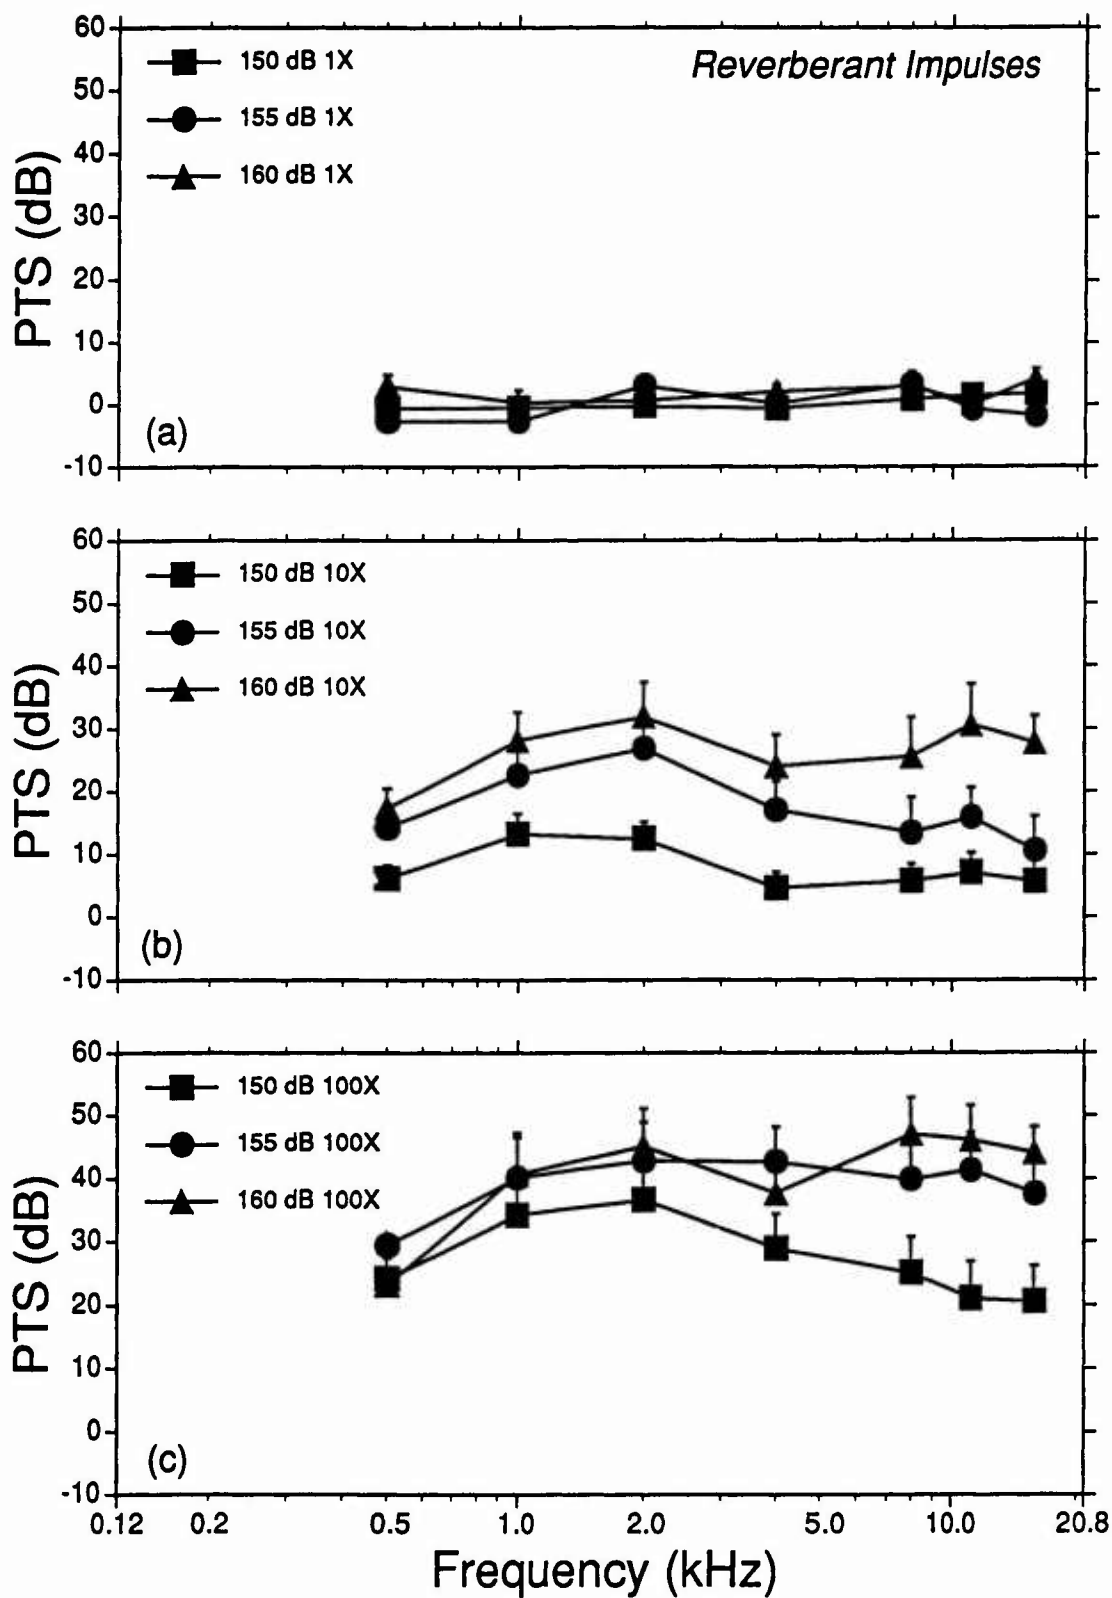 Reverberant Impulses
60
50
40
30
20
10
0
-10
PTS (dB)
150 dB 1X
155 dB 1X
160 dB 1X
(a)
60
50
40
30
20
10
0
-10
PTS (dB)
150 dB 10X
155 dB 10X
160 dB 10X
(b)
60
50
40
30
20
10
0
-10
PTS (dB)
150 dB 100X
155 dB 100X
160 dB 100X
(c)
0.12 0.2 0.5 1.0 2.0 5.0 10.0 20.8
Frequency (kHz)